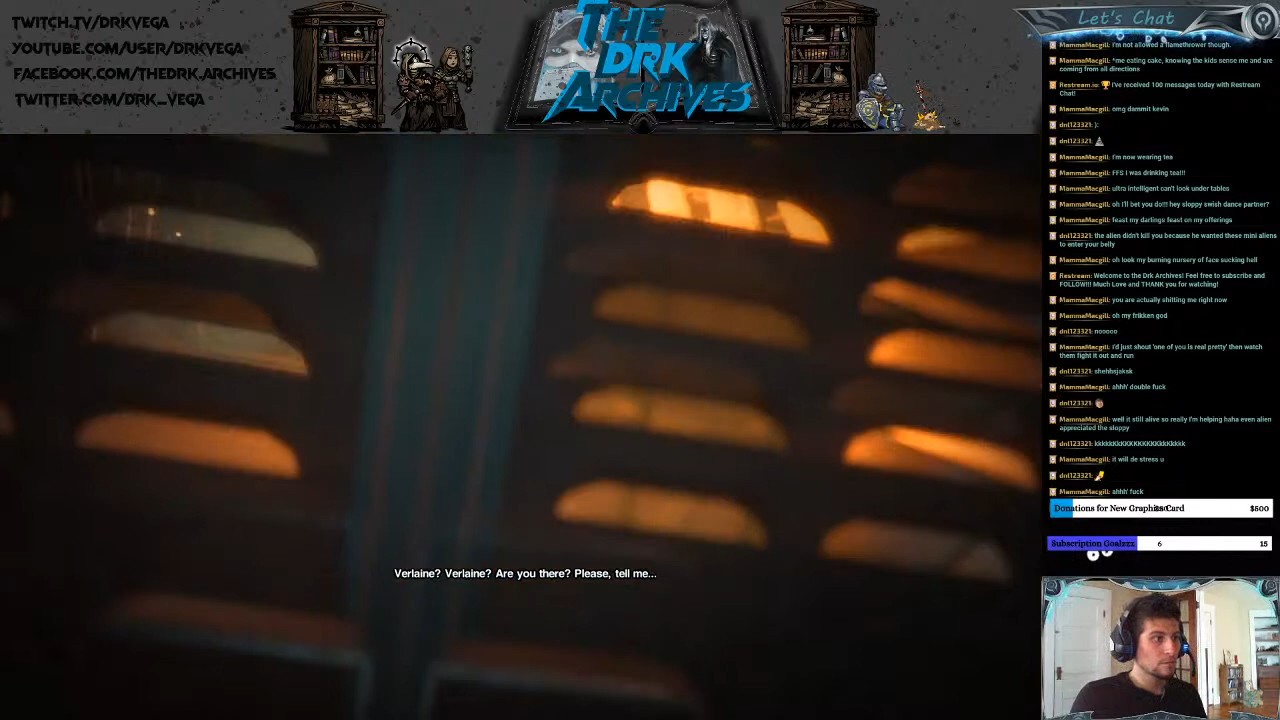 TWITCH.TV/DRKVEGA
YOUTUBE.COM/USER/DRKVEGA
FACEBOOK.COM/THEDRK.ARCHIVES
TWITTER.COM/DRK_VEGA
THE
DRK
ARCHIVES
Let's Chat
MammaMacgill: I'm not allowed a flamethrower though.
MammaMacgill: *me eating cake, knowing the kids sense me and are
coming from all directions
Restream.io: I've received 100 messages today with Restream
Chat!
MammaMacgill: omg dammit kevin
dnl123321: ):
dnl123321:
MammaMacgill: I'm now wearing tea
MammaMacgill: FFS I was drinking tea!!!
MammaMacgill: ultra intelligent can't look under tables
MammaMacgill: oh I'll bet you do!!! hey sloppy swish dance partner?
MammaMacgill: feast my darlings feast on my offerings
dnl123321: the alien didn't kill you because he wanted these mini aliens
to enter your belly
MammaMacgill: oh look my burning nursery of face sucking hell
Restream: Welcome to the Drk Archives! Feel free to subscribe and
FOLLOW!!! Much Love and THANK you for watching!
MammaMacgill: you are actually shitting me right now
MammaMacgill: oh my frikken god
dnl123321: nooooo
MammaMacgill: I'd just shout 'one of you is real pretty' then watch
them fight it out and run
dnl123321: shehhsjaksk
MammaMacgill: ahhh' double fuck
dnl123321:
MammaMacgill: well it still alive so really I'm helping haha even alien
appreciated the sloppy
dnl123321:
MammaMacgill: it will de stress u
dnl123321:
MammaMacgill: ahhh' fuck
Donations for New Graphics Card $500
Subscription Goalzzz 6 15
Verlaine? Verlaine? Are you there? Please, tell me...